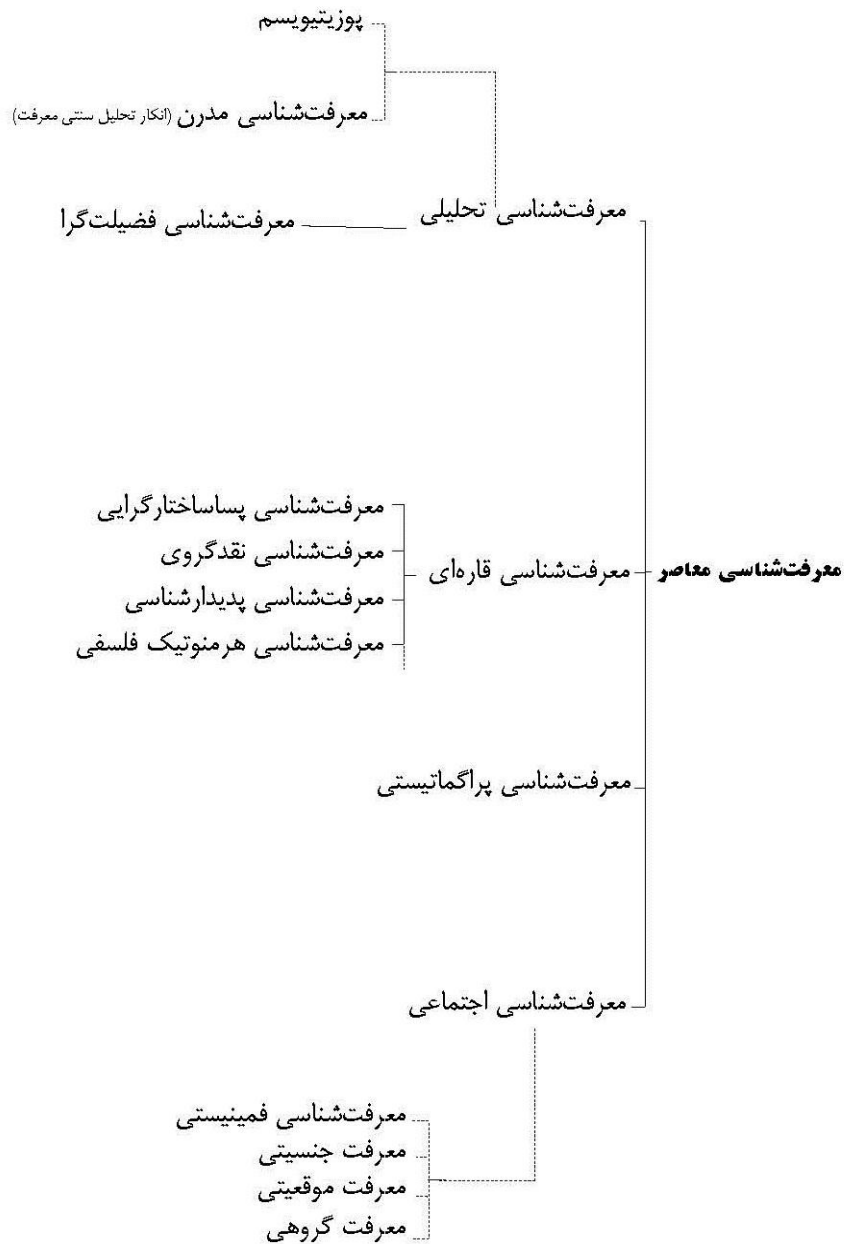 پوزیتیویسم
معرفت‌شناسی مدرن (انکار تحلیل سنتی معرفت)
معرفت‌شناسی تحلیلی
معرفت‌شناسی فضیلت‌گرا
معرفت‌شناسی پساساختارگرایی
معرفت‌شناسی نقدگروی
معرفت‌شناسی معاصر
معرفت‌شناسی قاره‌ای
معرفت‌شناسی پدیدارشناسی
معرفت‌شناسی هرمنوتیک فلسفی
معرفت‌شناسی پراگماتیستی
معرفت‌شناسی اجتماعی
معرفت‌شناسی فمینیستی
معرفت جنسیتی
معرفت موقعیتی
معرفت گروهی